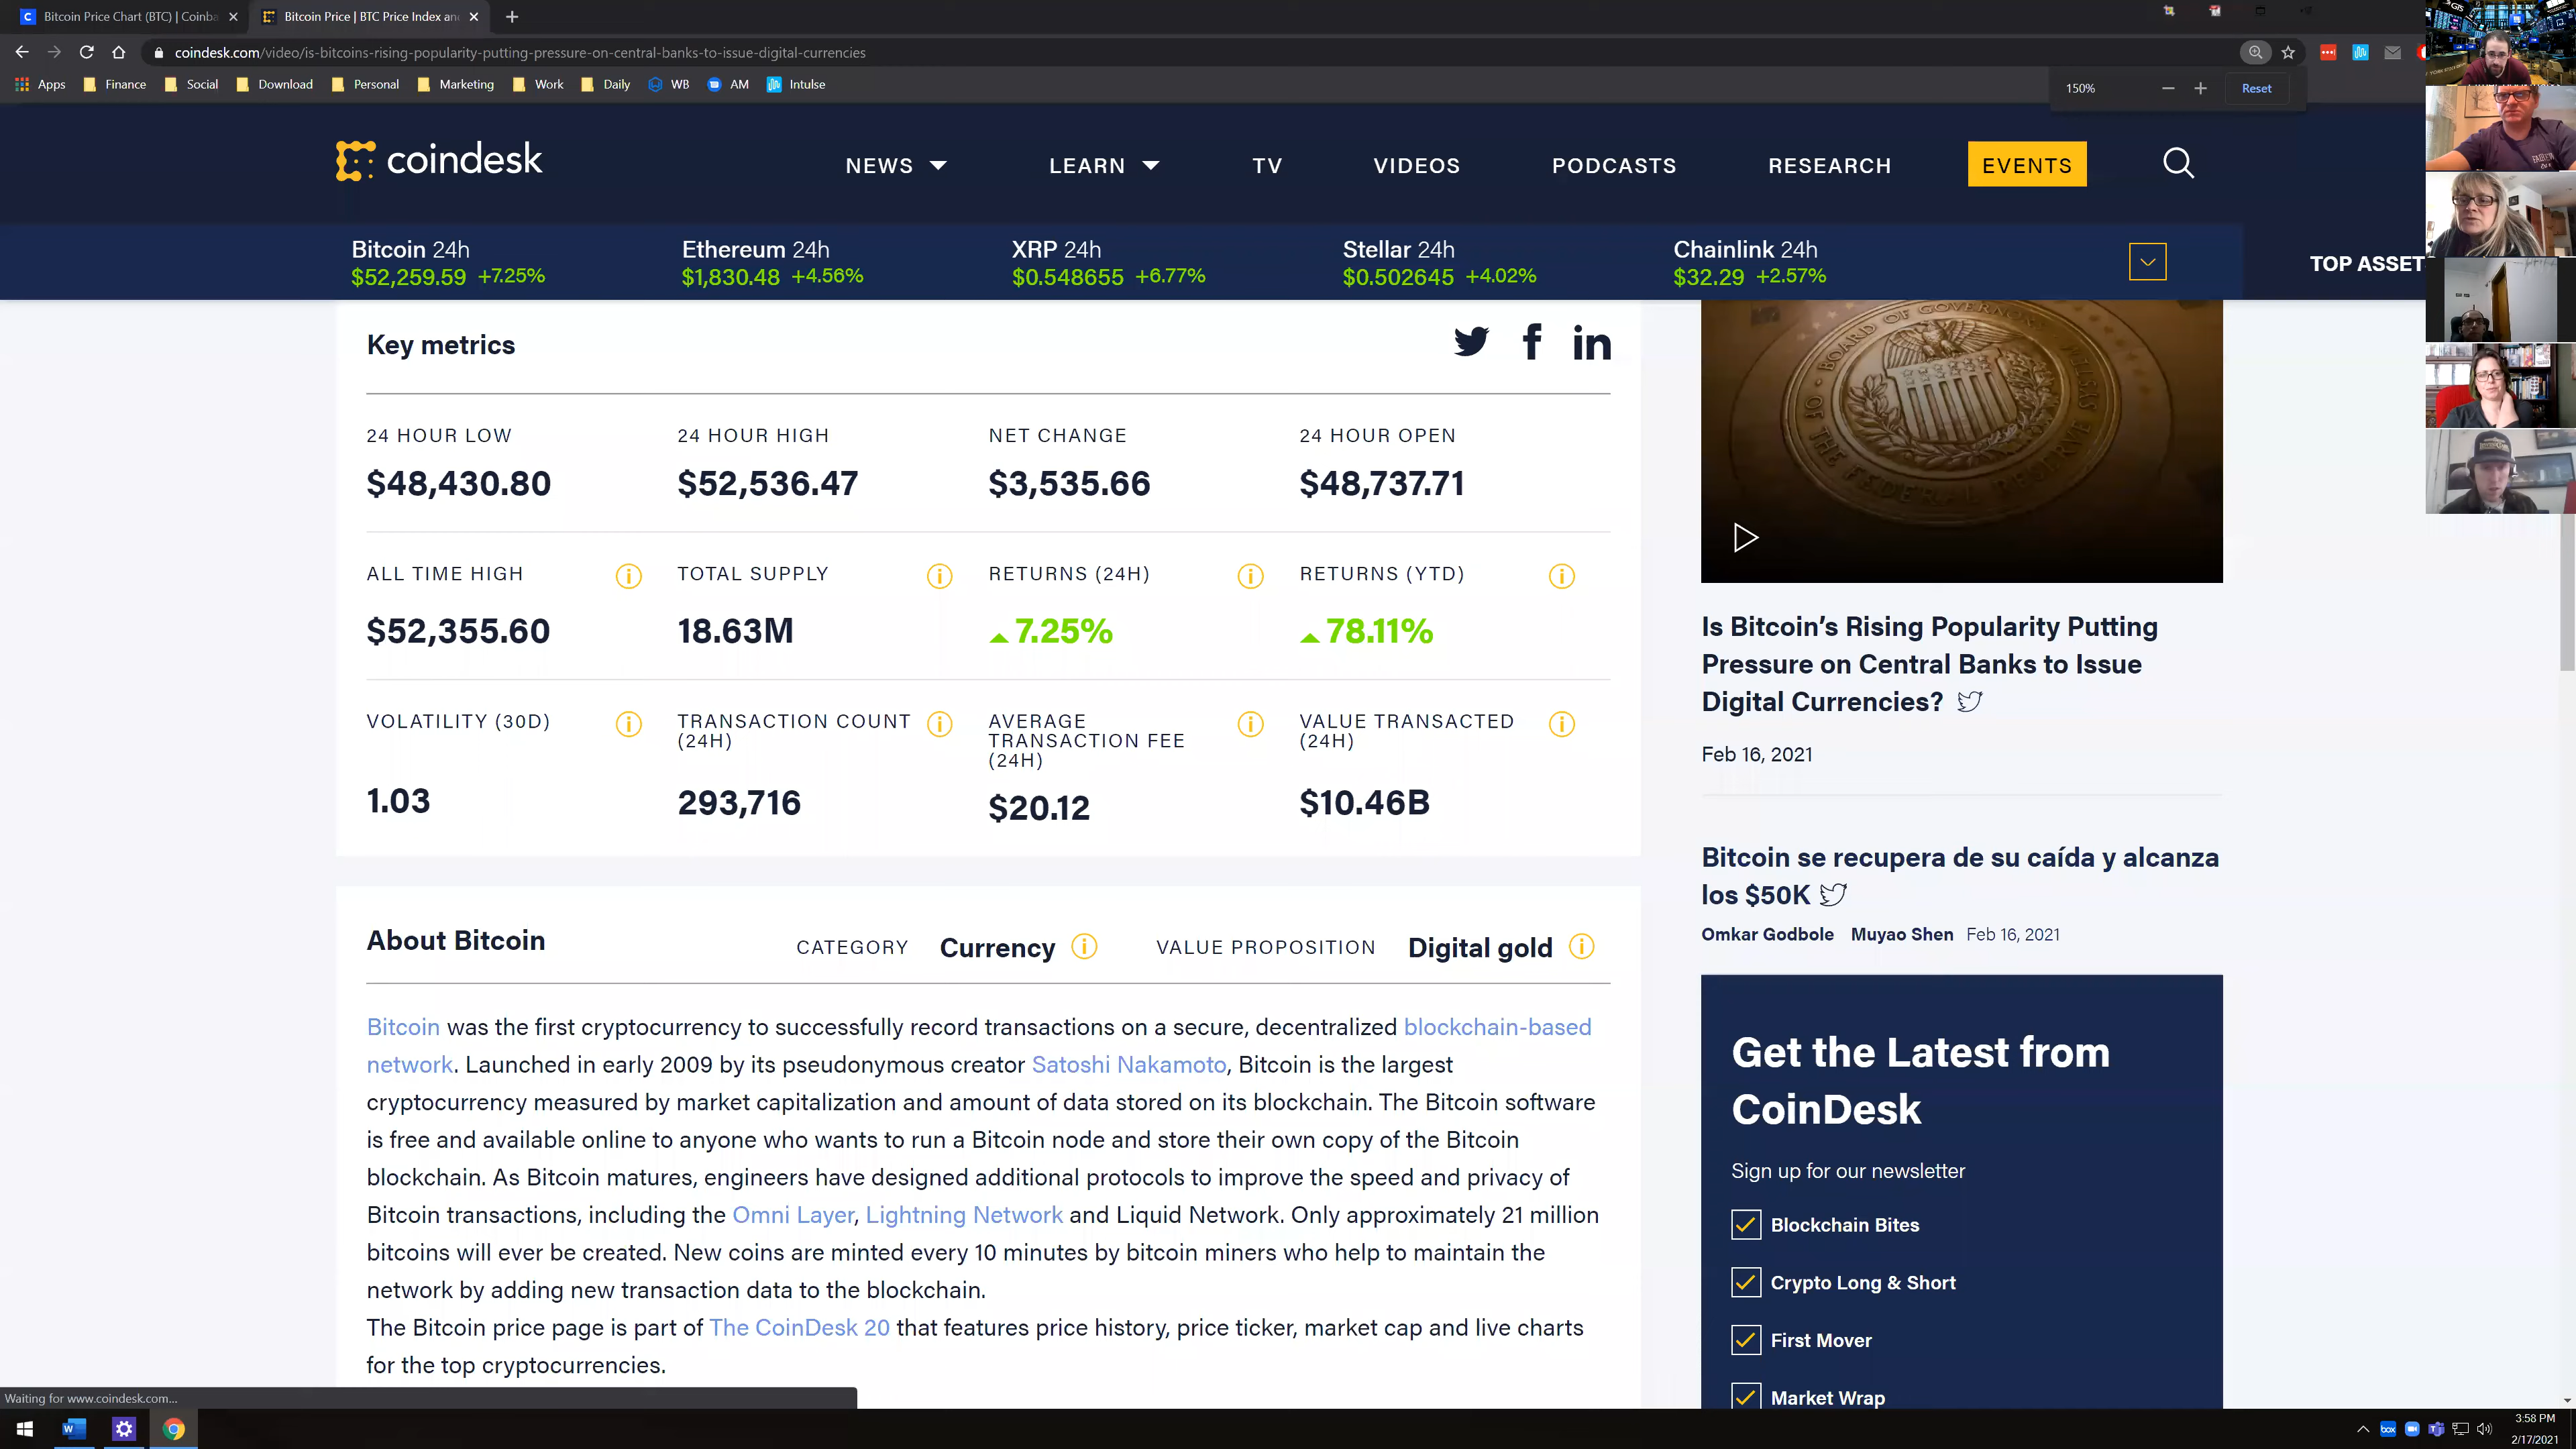 Bitcoin Price Chart (BTC) | Coinba
Bitcoin Price | BTC Price Index an
coindesk.com/video/is-bitcoins-rising-popularity-putting-pressure-on-central-banks-to-issue-digital-currencies
Apps Finance Social Download Personal Marketing Work Daily WB AM Intulse
150% Reset
coindesk
NEWS LEARN TV VIDEOS PODCASTS RESEARCH EVENTS
Bitcoin 24h
$52,259.59 +7.25%
Ethereum 24h
$1,830.48 +4.56%
XRP 24h
$0.548655 +6.77%
Stellar 24h
$0.502645 +4.02%
Chainlink 24h
$32.29 +2.57%
TOP ASSET
Key metrics
24 HOUR LOW
$48,430.80
24 HOUR HIGH
$52,536.47
NET CHANGE
$3,535.66
24 HOUR OPEN
$48,737.71
ALL TIME HIGH
$52,355.60
TOTAL SUPPLY
18.63M
RETURNS (24H)
7.25%
RETURNS (YTD)
78.11%
VOLATILITY (30D)
1.03
TRANSACTION COUNT
(24H)
293,716
AVERAGE
TRANSACTION FEE
(24H)
$20.12
VALUE TRANSACTED
(24H)
$10.46B
About Bitcoin
CATEGORY Currency
VALUE PROPOSITION Digital gold
Bitcoin was the first cryptocurrency to successfully record transactions on a secure, decentralized blockchain-based
network. Launched in early 2009 by its pseudonymous creator Satoshi Nakamoto, Bitcoin is the largest
cryptocurrency measured by market capitalization and amount of data stored on its blockchain. The Bitcoin software
is free and available online to anyone who wants to run a Bitcoin node and store their own copy of the Bitcoin
blockchain. As Bitcoin matures, engineers have designed additional protocols to improve the speed and privacy of
Bitcoin transactions, including the Omni Layer, Lightning Network and Liquid Network. Only approximately 21 million
bitcoins will ever be created. New coins are minted every 10 minutes by bitcoin miners who help to maintain the
network by adding new transaction data to the blockchain.
The Bitcoin price page is part of The CoinDesk 20 that features price history, price ticker, market cap and live charts
for the top cryptocurrencies.
BOARD OF GOVERNORS
OF THE FEDERAL RESERVE
Is Bitcoin's Rising Popularity Putting
Pressure on Central Banks to Issue
Digital Currencies?
Feb 16, 2021
Bitcoin se recupera de su caída y alcanza
los $50K
Omkar Godbole Muyao Shen Feb 16, 2021
Get the Latest from
CoinDesk
Sign up for our newsletter
Blockchain Bites
Crypto Long & Short
First Mover
Market Wrap
Waiting for www.coindesk.com...
3:58 PM
2/17/2021